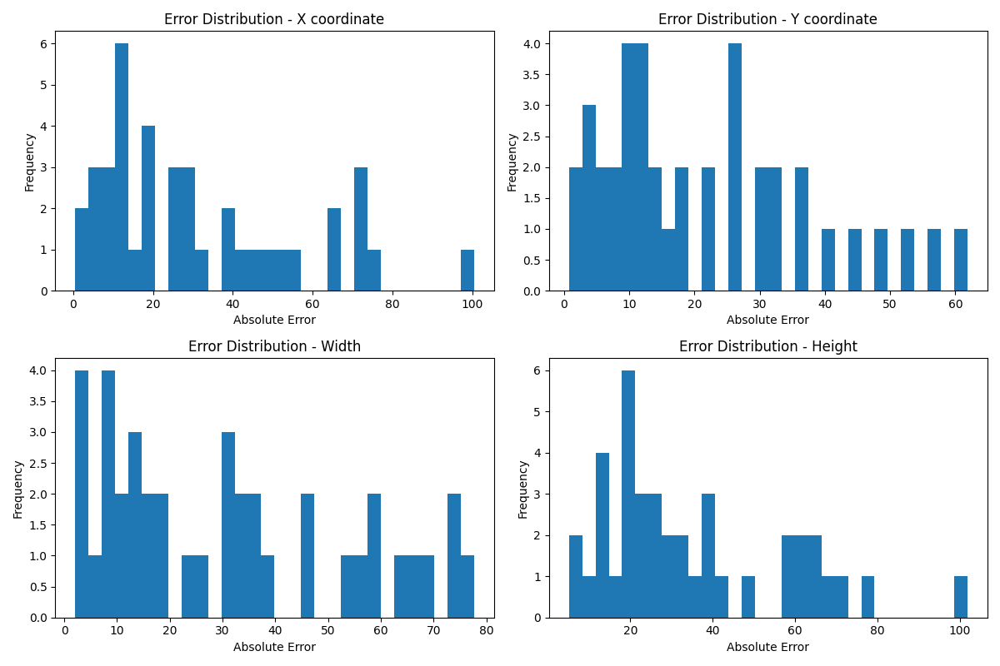 Error Distribution - X coordinate
Error Distribution - Y coordinate
6
5
4
3
2
1
0
Frequency
0 20 40 60 80 100
Absolute Error
4.0
3.5
3.0
2.5
2.0
1.5
1.0
0.5
0.0
Frequency
0 10 20 30 40 50 60
Absolute Error
Error Distribution - Width
Error Distribution - Height
4.0
3.5
3.0
2.5
2.0
1.5
1.0
0.5
0.0
Frequency
0 10 20 30 40 50 60 70 80
Absolute Error
6
5
4
3
2
1
0
Frequency
20 40 60 80 100
Absolute Error